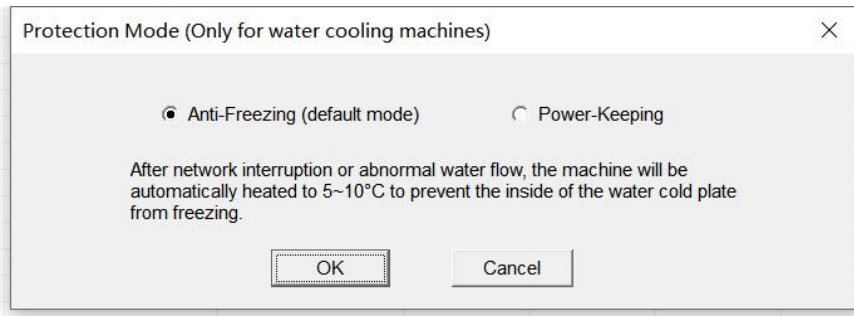 Protection Mode (Only for water cooling machines)
Anti-Freezing (default mode) Power-Keeping
After network interruption or abnormal water flow, the machine will be
automatically heated to 5~10°C to prevent the inside of the water cold plate
from freezing.
OK Cancel